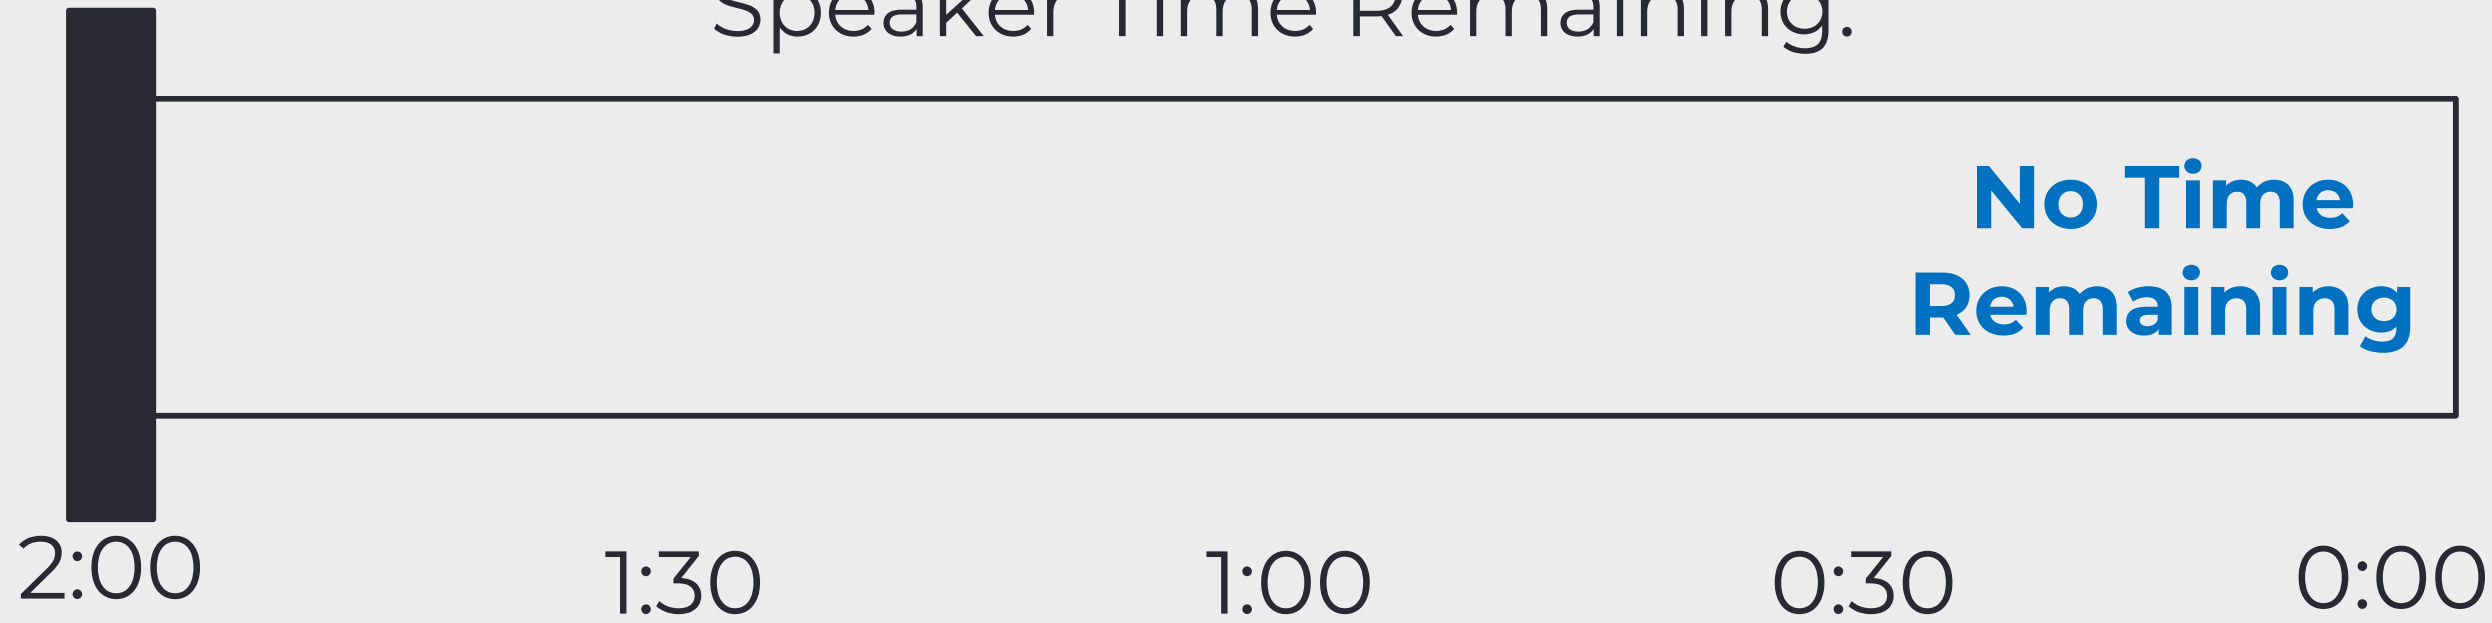 Speaker Time Remaining:
No Time
Remaining
2:00 1:30 1:00 0:30 0:00